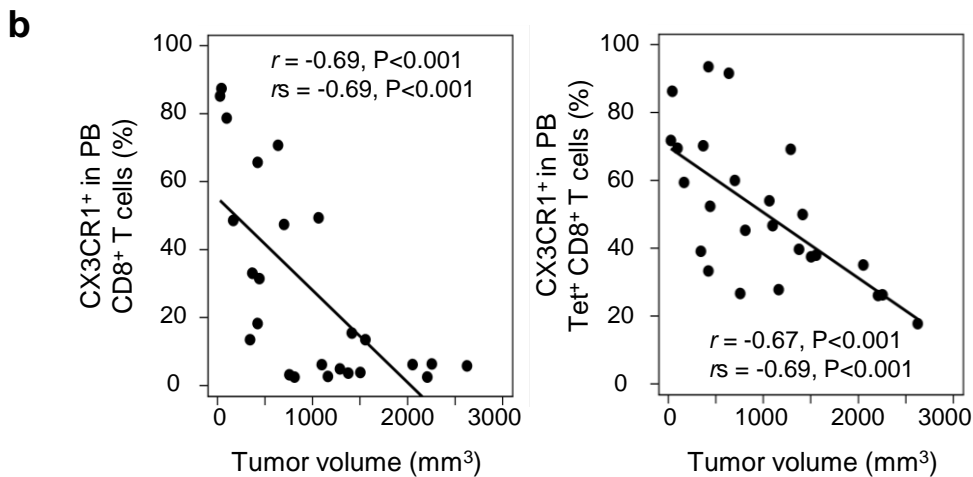 b
100
80
60
40
20
0
CX3CR1⁺ in PB
CD8⁺ T cells (%)
r = -0.69, P<0.001
rs = -0.69, P<0.001
0 1000 2000 3000
Tumor volume (mm³)
100
80
60
40
20
0
CX3CR1⁺ in PB
Tet⁺ CD8⁺ T cells (%)
r = -0.67, P<0.001
rs = -0.69, P<0.001
0 1000 2000 3000
Tumor volume (mm³)